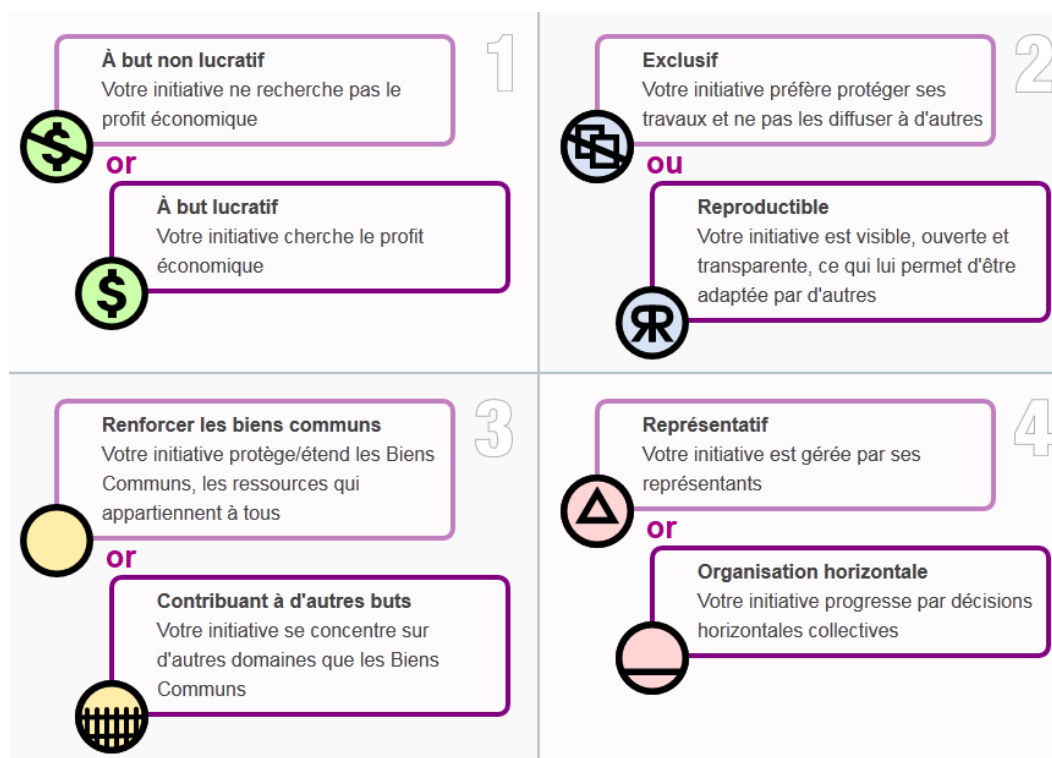 À but non lucratif
1
Votre initiative ne recherche pas le
profit économique
$
or
À but lucratif
Votre initiative cherche le profit
économique
$
Exclusif
2
Votre initiative préfère protéger ses
travaux et ne pas les diffuser à d'autres
ou
Reproductible
Votre initiative est visible, ouverte et
transparente, ce qui lui permet d'être
adaptée par d'autres
Renforcer les biens communs
3
Votre initiative protège/étend les Biens
Communs, les ressources qui
appartiennent à tous
or
Contribuant à d'autres buts
Votre initiative se concentre sur
d'autres domaines que les Biens
Communs
Représentatif
4
Votre initiative est gérée par ses
représentants
or
Organisation horizontale
Votre initiative progresse par décisions
horizontales collectives